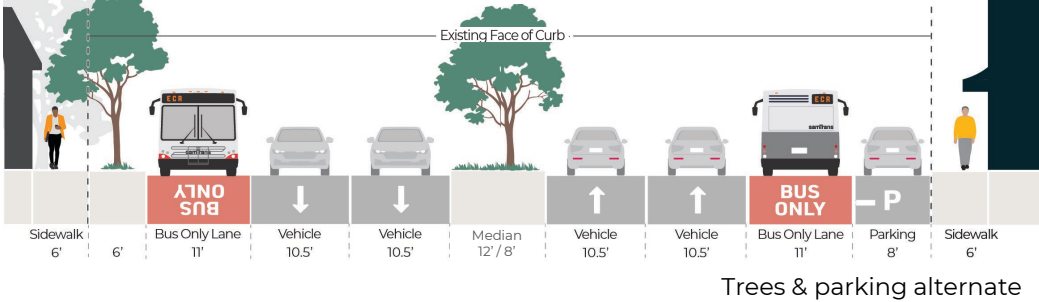 Existing Face of Curb
ECR
samTrans
ECR
samTrans
BUS
ONLY
BUS
ONLY
P
Sidewalk
6'
6'
Bus Only Lane
11'
Vehicle
10.5'
Vehicle
10.5'
Median
12' / 8'
Vehicle
10.5'
Vehicle
10.5'
Bus Only Lane
11'
Parking
8'
Sidewalk
6'
Trees & parking alternate